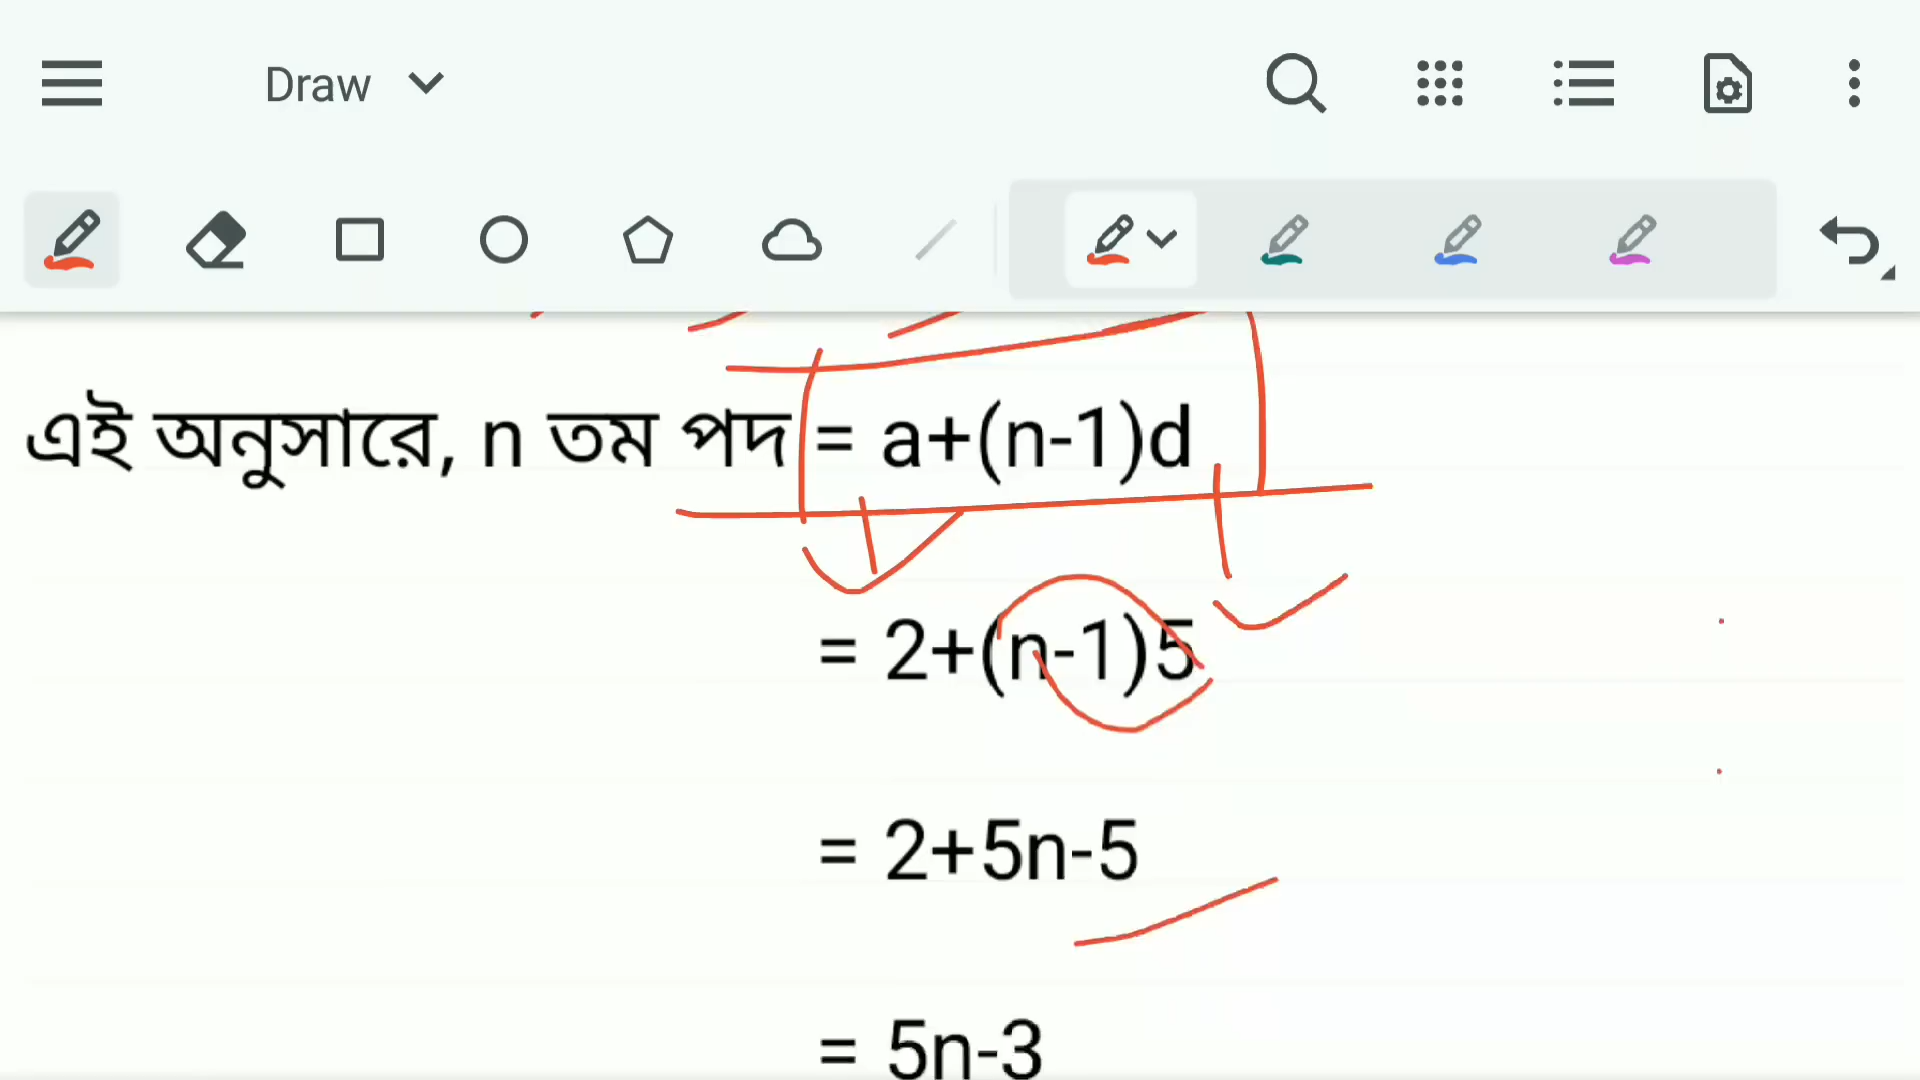 Draw
এই অনুসারে, n তম পদ = a+(n-1)d
= 2+(n-1)5
= 2+5n-5
= 5n-3